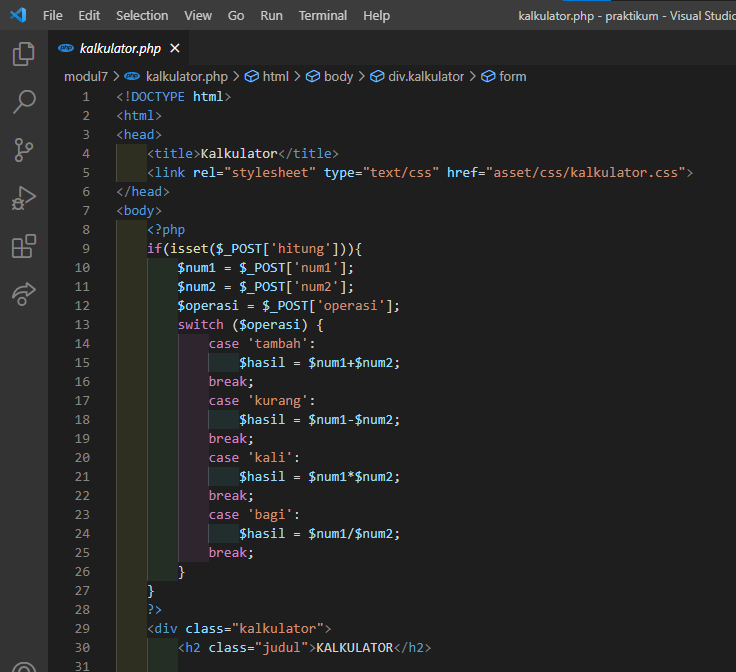 File Edit Selection View Go Run Terminal Help kalkulator.php - praktikum - Visual Studio
php kalkulator.php ×
modul7 > php kalkulator.php > html > body > div.kalkulator > form
1 <!DOCTYPE html>
2 <html>
3 <head>
4 <title>Kalkulator</title>
5 <link rel="stylesheet" type="text/css" href="asset/css/kalkulator.css">
6 </head>
7 <body>
8 <?php
9 if(isset($_POST['hitung'])){
10 $num1 = $_POST['num1'];
11 $num2 = $_POST['num2'];
12 $operasi = $_POST['operasi'];
13 switch ($operasi) {
14 case 'tambah':
15 $hasil = $num1+$num2;
16 break;
17 case 'kurang':
18 $hasil = $num1-$num2;
19 break;
20 case 'kali':
21 $hasil = $num1*$num2;
22 break;
23 case 'bagi':
24 $hasil = $num1/$num2;
25 break;
26 }
27 }
28 ?>
29 <div class="kalkulator">
30 <h2 class="judul">KALKULATOR</h2>
31